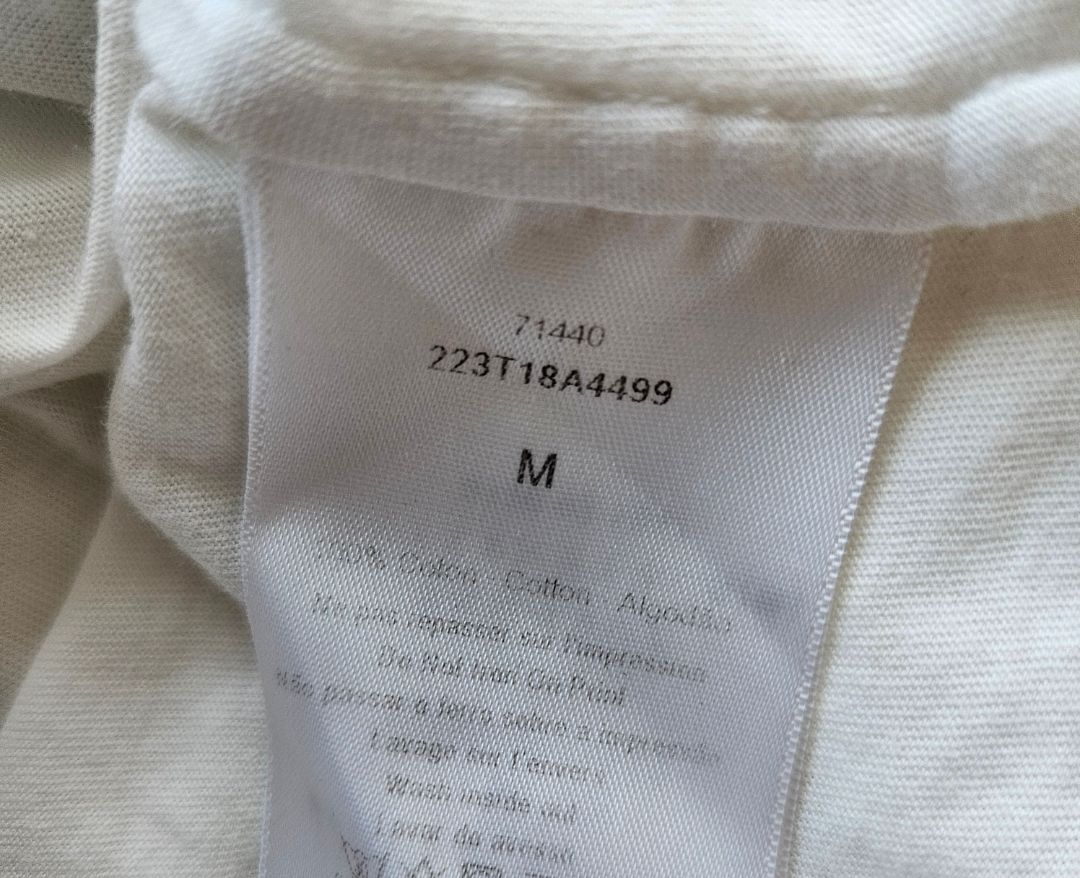 71440
223T18A4499
M
100% Coton - Cotton - Algodão
Ne pas repasser sur l'impression
Do Not Iron On Print
Não passar a ferro sobre a impressão
Lavage sur l'envers
Wash inside out
Lavar do avesso